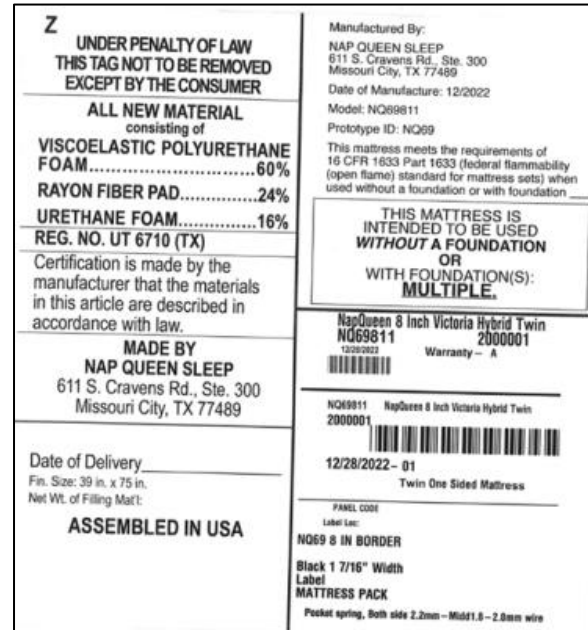 Z
UNDER PENALTY OF LAW
THIS TAG NOT TO BE REMOVED
EXCEPT BY THE CONSUMER
ALL NEW MATERIAL
consisting of
VISCOELASTIC POLYURETHANE
FOAM............................60%
RAYON FIBER PAD................24%
URETHANE FOAM................16%
REG. NO. UT 6710 (TX)
Certification is made by the
manufacturer that the materials
in this article are described in
accordance with law.
MADE BY
NAP QUEEN SLEEP
611 S. Cravens Rd., Ste. 300
Missouri City, TX 77489
Date of Delivery
Fin. Size: 39 in. x 75 in.
Net Wt. of Filling Mat'l:
ASSEMBLED IN USA
Manufactured By:
NAP QUEEN SLEEP
611 S. Cravens Rd., Ste. 300
Missouri City, TX 77489
Date of Manufacture: 12/2022
Model: NQ69811
Prototype ID: NQ69
This mattress meets the requirements of
16 CFR 1633 Part 1633 (federal flammability
(open flame) standard for mattress sets) when
used without a foundation or with foundation
THIS MATTRESS IS
INTENDED TO BE USED
WITHOUT A FOUNDATION
OR
WITH FOUNDATION(S):
MULTIPLE.
NapQueen 8 Inch Victoria Hybrid Twin
NQ69811 2000001
12/28/2022 Warranty – A
NQ69811 NapQueen 8 Inch Victoria Hybrid Twin
2000001
12/28/2022- 01
Twin One Sided Mattress
PANEL CODE
Label Loc:
NQ69 8 IN BORDER
Black 1 7/16" Width
Label
MATTRESS PACK
Pocket spring, Both side 2.2mm-Midd1.8-2.0mm wire